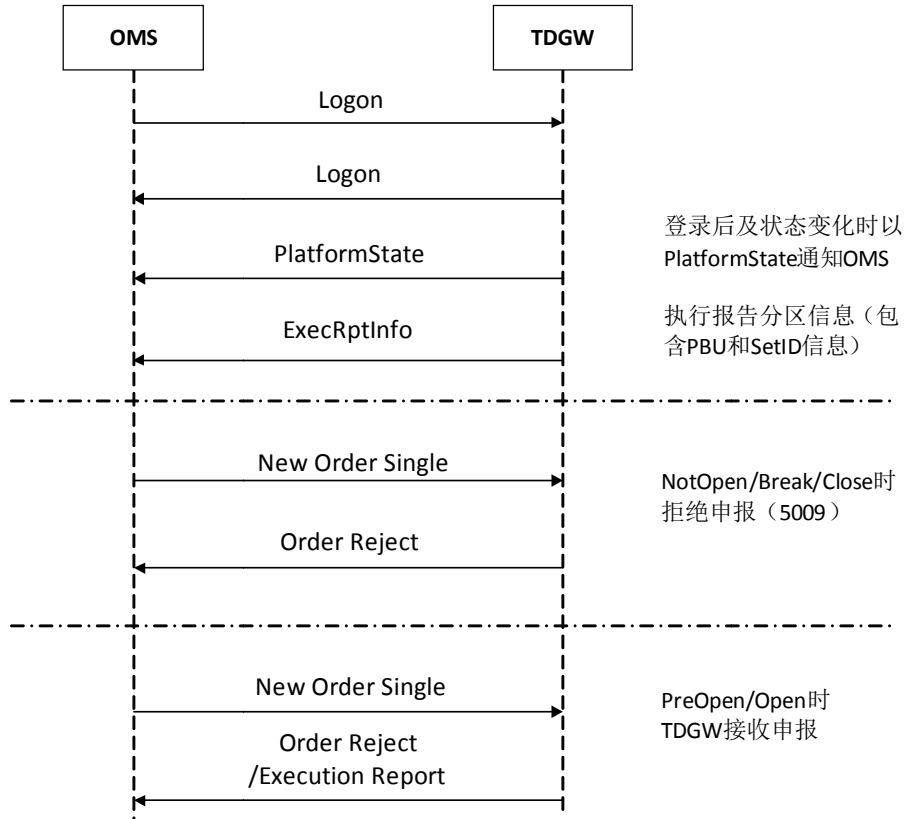 OMS
TDGW
Logon
Logon
PlatformState
登录后及状态变化时以
PlatformState通知OMS
ExecRptInfo
执行报告分区信息（包
含PBU和SetID信息）
New Order Single
NotOpen/Break/Close时
拒绝申报（5009）
Order Reject
New Order Single
PreOpen/Open时
TDGW接收申报
Order Reject
/Execution Report